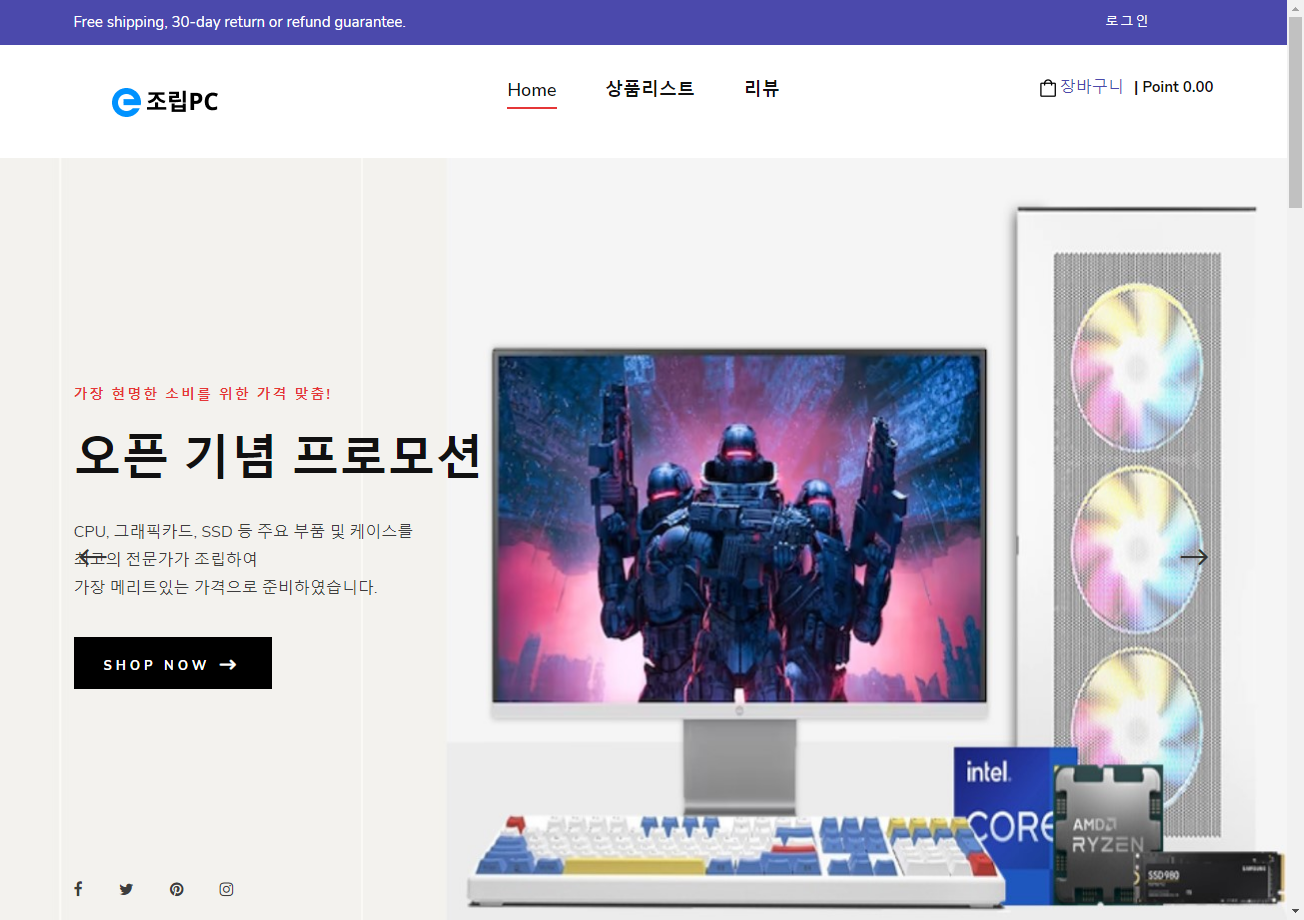 Free shipping, 30-day return or refund guarantee.
로그인
조립PC
Home
상품리스트
리뷰
장바구니 | Point 0.00
가장 현명한 소비를 위한 가격 맞춤!
오픈 기념 프로모션
CPU, 그래픽카드, SSD 등 주요 부품 및 케이스를
최고의 전문가가 조립하여
가장 메리트있는 가격으로 준비하였습니다.
SHOP NOW
intel.
CORE
AMD
RYZEN
SSD 980
SAMSUNG